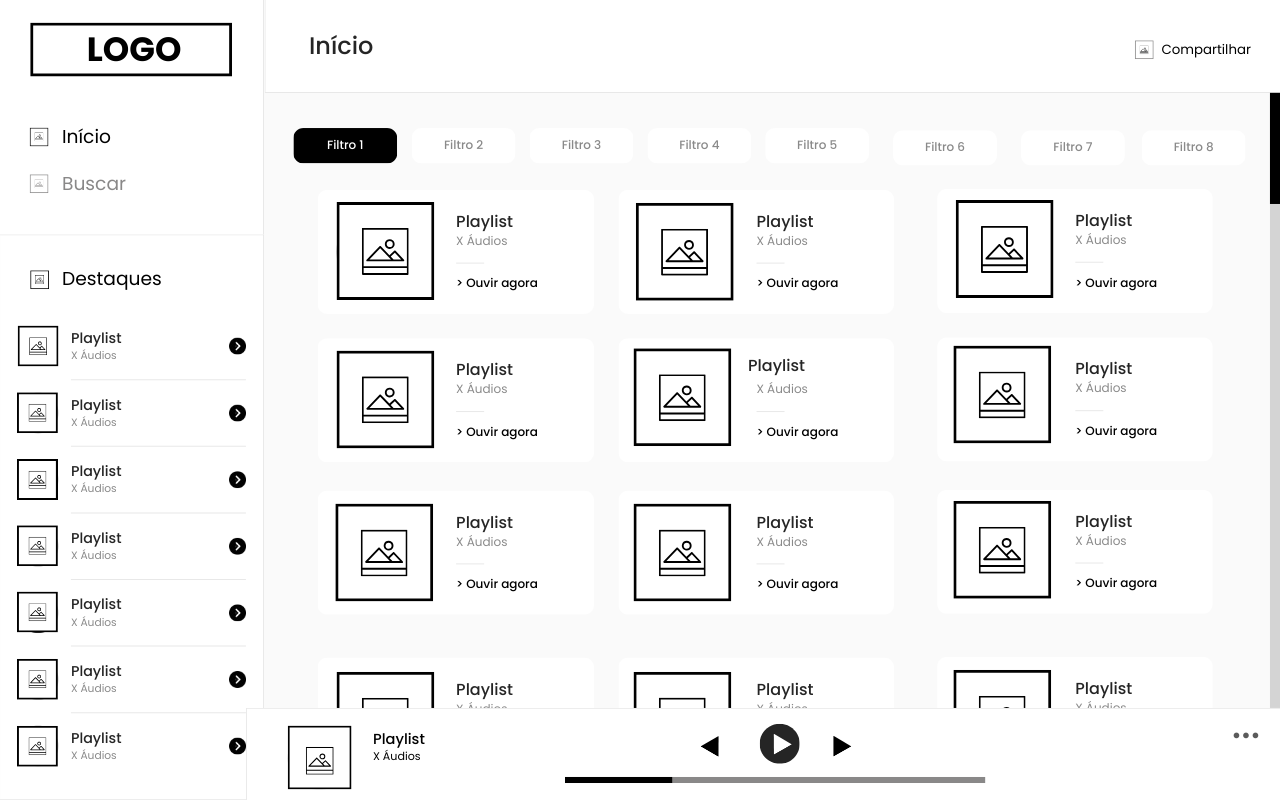 LOGO
Início
Buscar
Destaques
Playlist
X Áudios
Playlist
X Áudios
Playlist
X Áudios
Playlist
X Áudios
Playlist
X Áudios
Playlist
X Áudios
Playlist
X Áudios
Início
Compartilhar
Filtro 1
Filtro 2
Filtro 3
Filtro 4
Filtro 5
Filtro 6
Filtro 7
Filtro 8
Playlist
X Áudios
> Ouvir agora
Playlist
X Áudios
> Ouvir agora
Playlist
X Áudios
> Ouvir agora
Playlist
X Áudios
> Ouvir agora
Playlist
X Áudios
> Ouvir agora
Playlist
X Áudios
> Ouvir agora
Playlist
X Áudios
> Ouvir agora
Playlist
X Áudios
> Ouvir agora
Playlist
X Áudios
> Ouvir agora
Playlist
X Áudios
Playlist
X Áudios
Playlist
X Áudios
Playlist
X Áudios